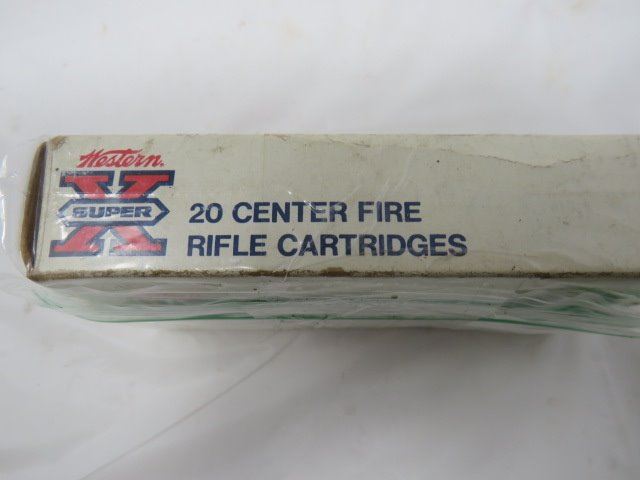 Western
SUPER X
20 CENTER FIRE
RIFLE CARTRIDGES